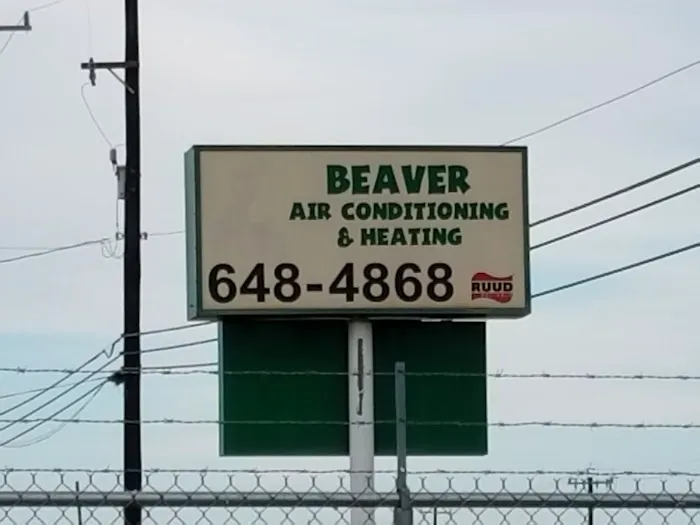 BEAVER
AIR CONDITIONING
& HEATING
648-4868
RUUD